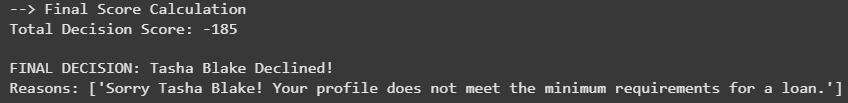 --> Final Score Calculation
Total Decision Score: -185
FINAL DECISION: Tasha Blake Declined!
Reasons: ['Sorry Tasha Blake! Your profile does not meet the minimum requirements for a loan.']